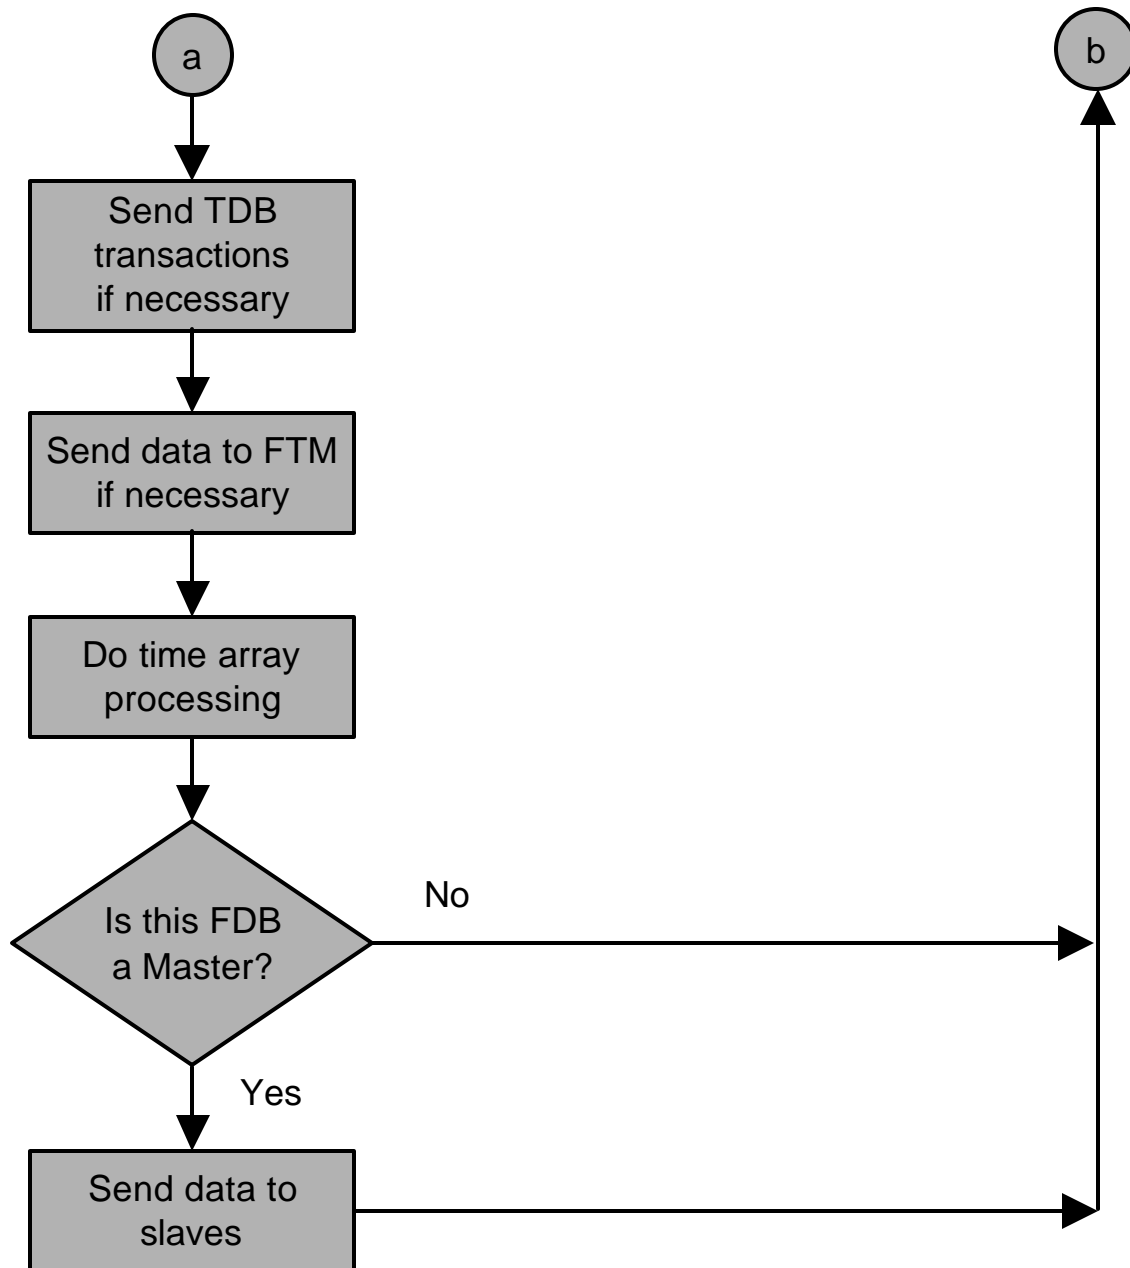 a
b
Send TDB
transactions
if necessary
Send data to FTM
if necessary
Do time array
processing
Is this FDB
a Master?
No
Yes
Send data to
slaves